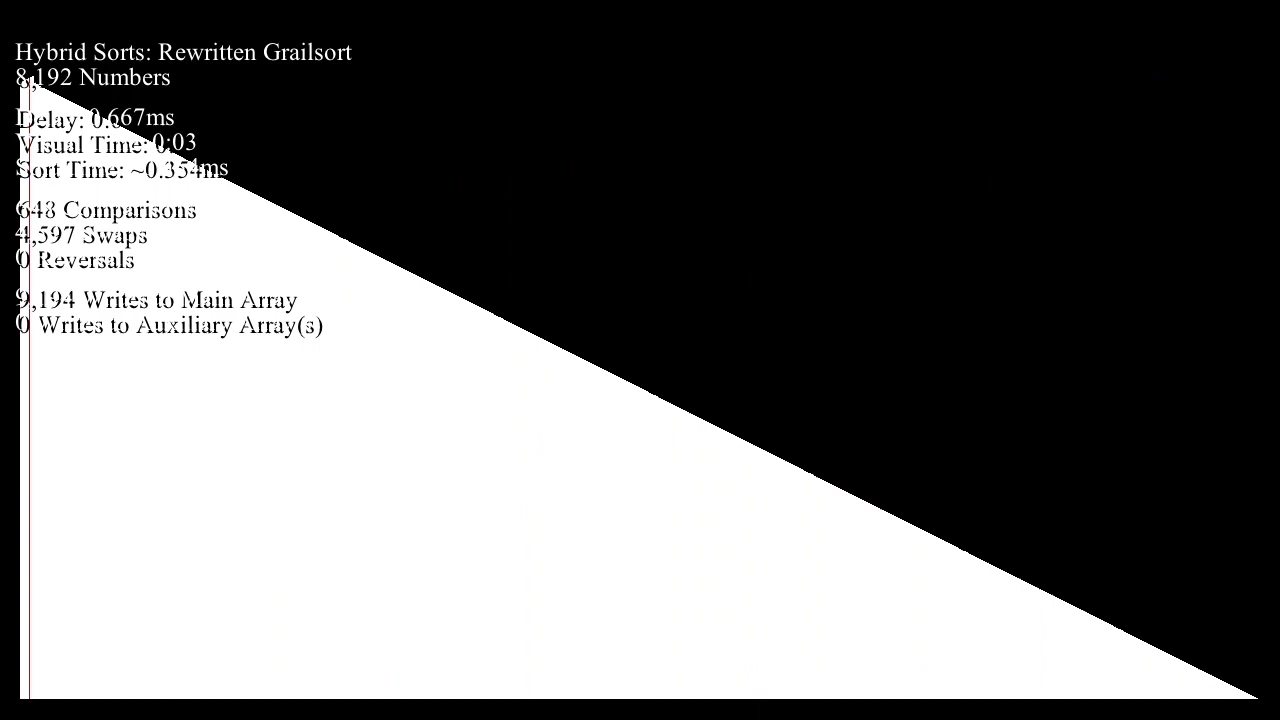 Hybrid Sorts: Rewritten Grailsort
8,192 Numbers
Delay: 0.667ms
Visual Time: 0:03
Sort Time: ~0.354ms
648 Comparisons
4,597 Swaps
0 Reversals
9,194 Writes to Main Array
0 Writes to Auxiliary Array(s)